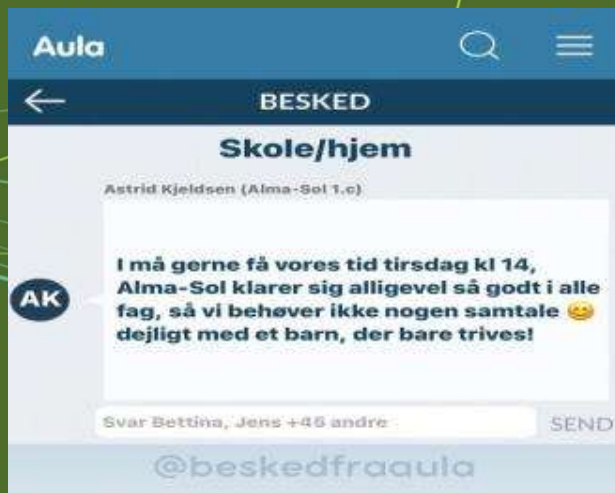 Aula
BESKED
Skole/hjem
Astrid Kjeldsen (Alma-Sol 1.c)
I må gerne få vores tid tirsdag kl 14,
Alma-Sol klarer sig alligevel så godt i alle
fag, så vi behøver ikke nogen samtale 😊
dejligt med et barn, der bare trives!
AK
Svar Bettina, Jens +46 andre
SEND
@beskedfraaula